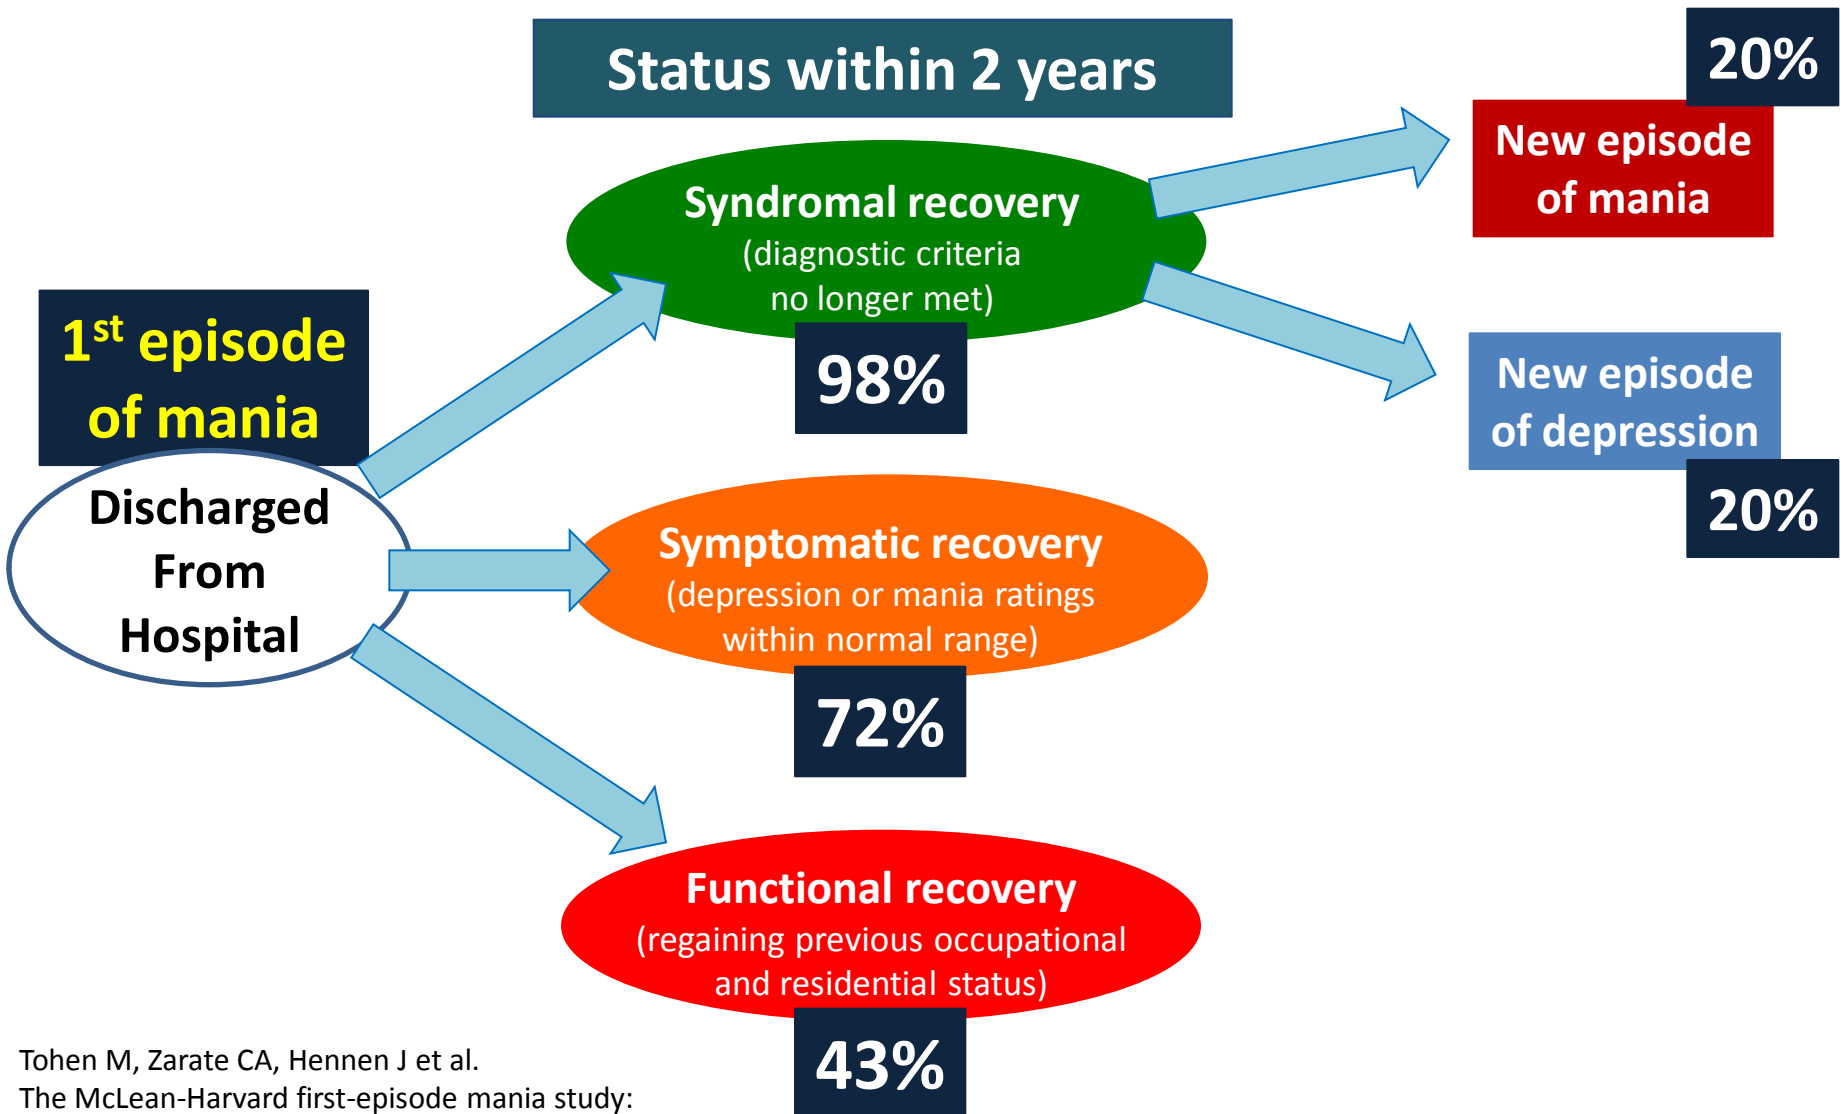 Status within 2 years
20%
New episode
of mania
Syndromal recovery
(diagnostic criteria
no longer met)
98%
1st episode
of mania
New episode
of depression
20%
Discharged
From
Hospital
Symptomatic recovery
(depression or mania ratings
within normal range)
72%
Functional recovery
(regaining previous occupational
and residential status)
43%
Tohen M, Zarate CA, Hennen J et al.
The McLean-Harvard first-episode mania study: